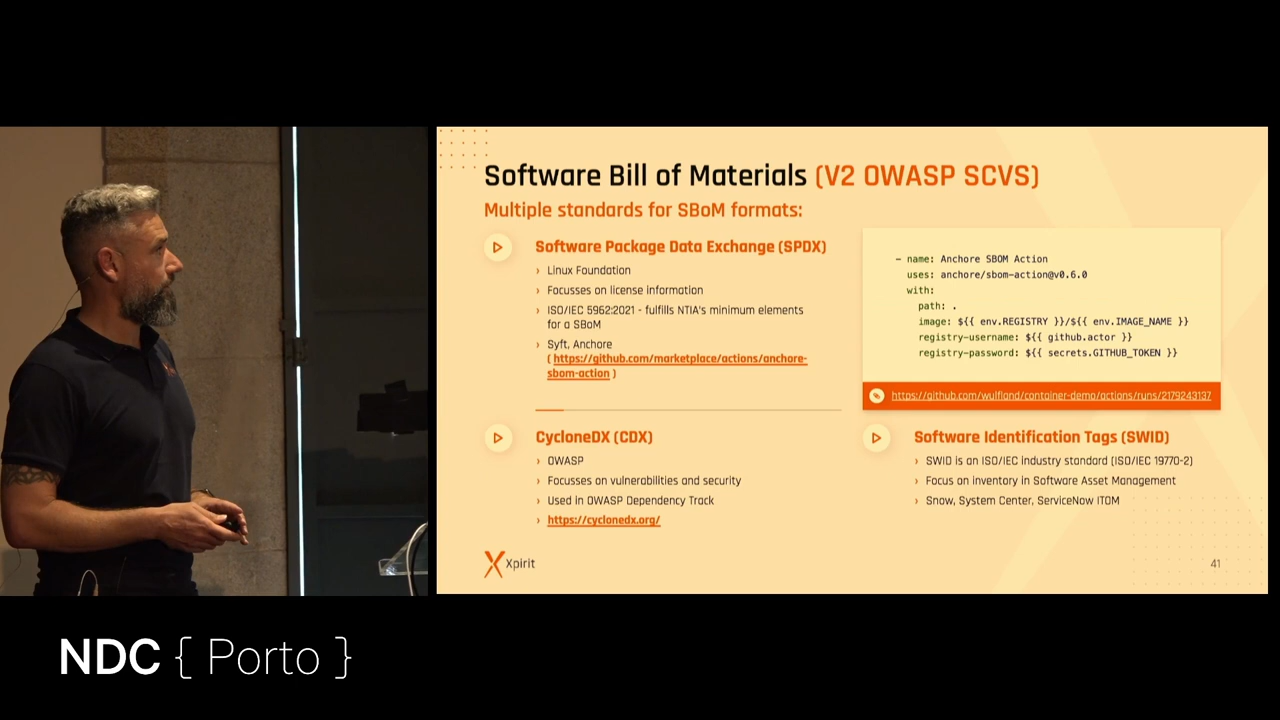 Software Bill of Materials (V2 OWASP SCVS)
Multiple standards for SBoM formats:
Software Package Data Exchange (SPDX)
› Linux Foundation
› Focusses on license information
› ISO/IEC 5962:2021 - fulfills NTIA's minimum elements
for a SBoM
› Syft, Anchore
( https://github.com/marketplace/actions/anchore-
sbom-action )
- name: Anchore SBOM Action
uses: anchore/sbom-action@v0.6.0
with:
path: .
image: ${{ env.REGISTRY }}/${{ env.IMAGE_NAME }}
registry-username: ${{ github.actor }}
registry-password: ${{ secrets.GITHUB_TOKEN }}
https://github.com/wulfland/container-demo/actions/runs/2179243137
CycloneDX (CDX)
› OWASP
› Focusses on vulnerabilities and security
› Used in OWASP Dependency Track
› https://cyclonedx.org/
Software Identification Tags (SWID)
› SWID is an ISO/IEC industry standard (ISO/IEC 19770-2)
› Focus on inventory in Software Asset Management
› Snow, System Center, ServiceNow ITOM
Xpirit
41
NDC { Porto }